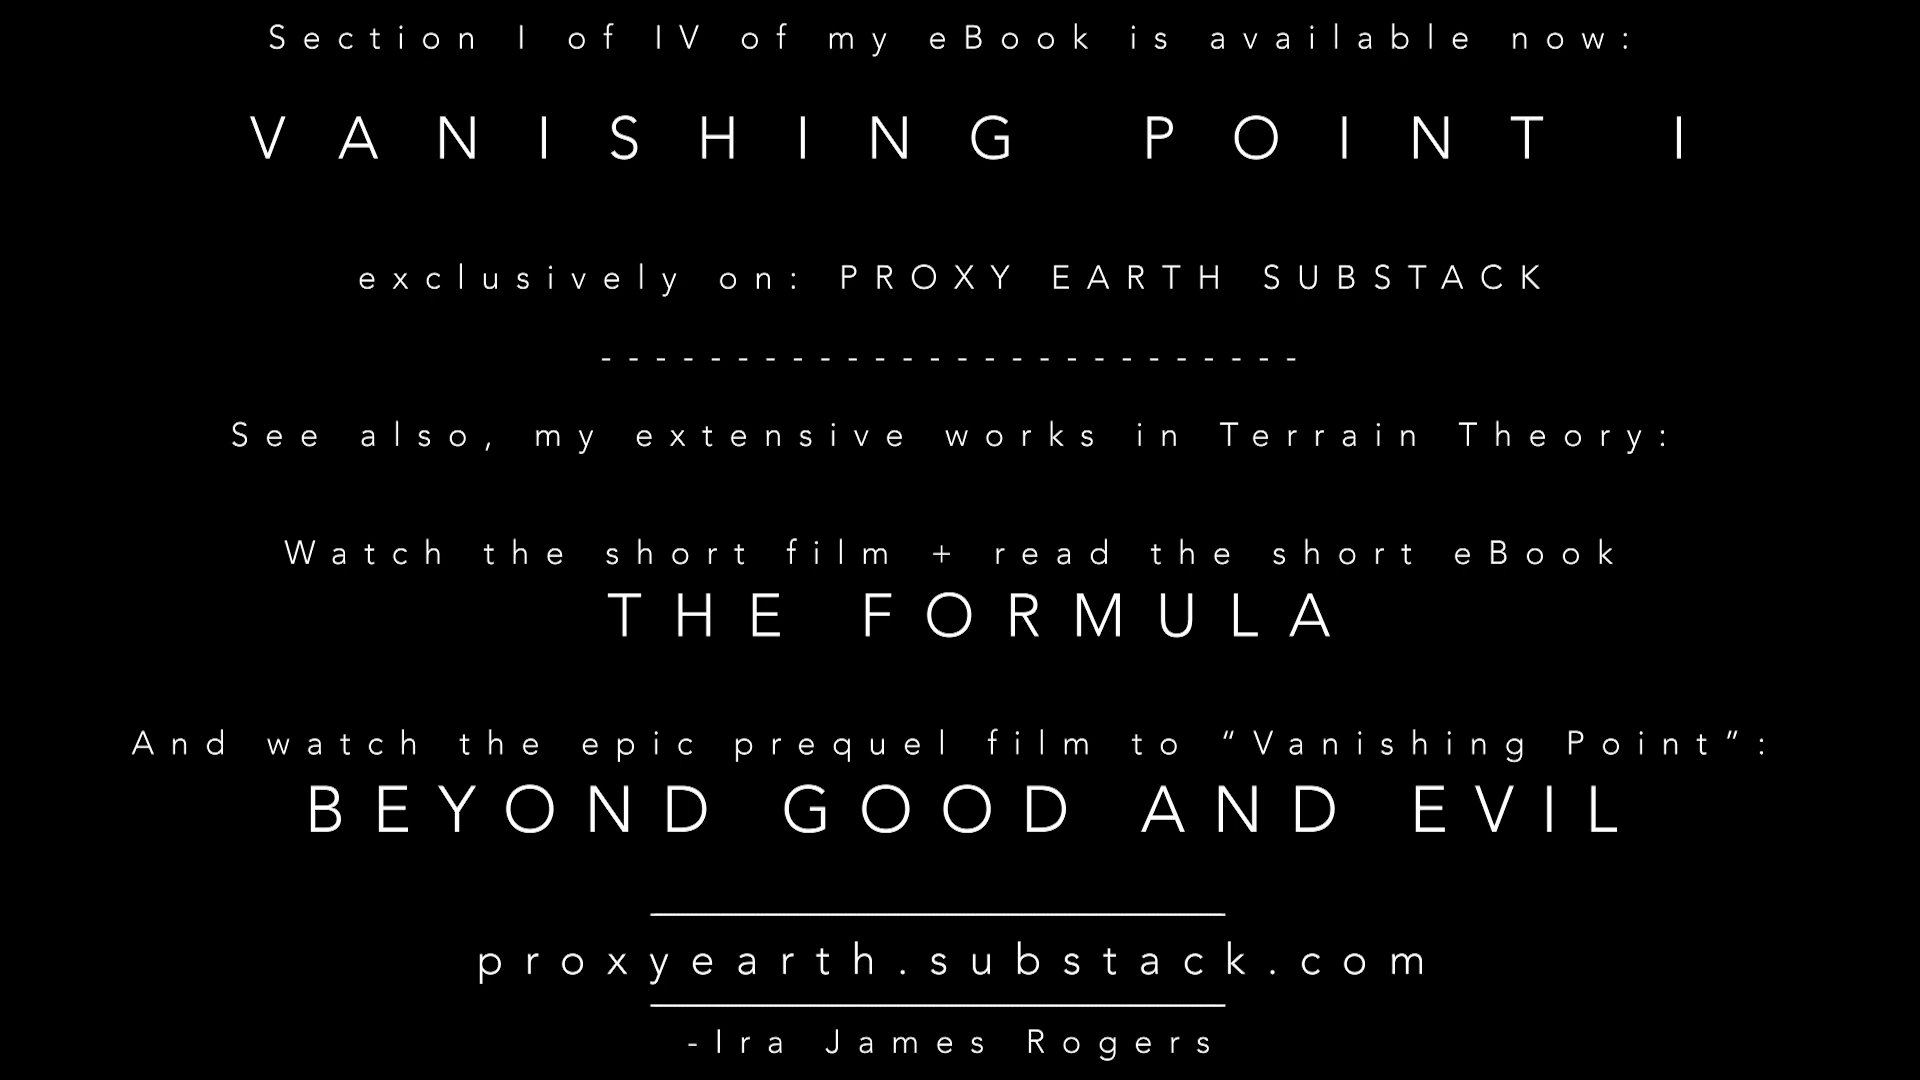 Section I of IV of my eBook is available now:
VANISHING POINT I
exclusively on: PROXY EARTH SUBSTACK
--------------------------
See also, my extensive works in Terrain Theory:
Watch the short film + read the short eBook
THE FORMULA
And watch the epic prequel film to “Vanishing Point”:
BEYOND GOOD AND EVIL
proxyearth.substack.com
-Ira James Rogers